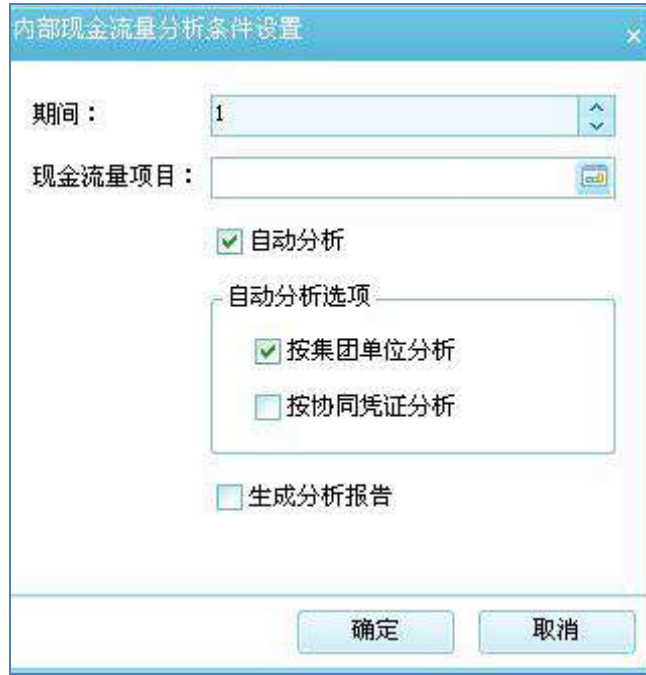 内部现金流量分析条件设置
期间：
1
现金流量项目：
自动分析
自动分析选项
按集团单位分析
按协同凭证分析
生成分析报告
确定
取消